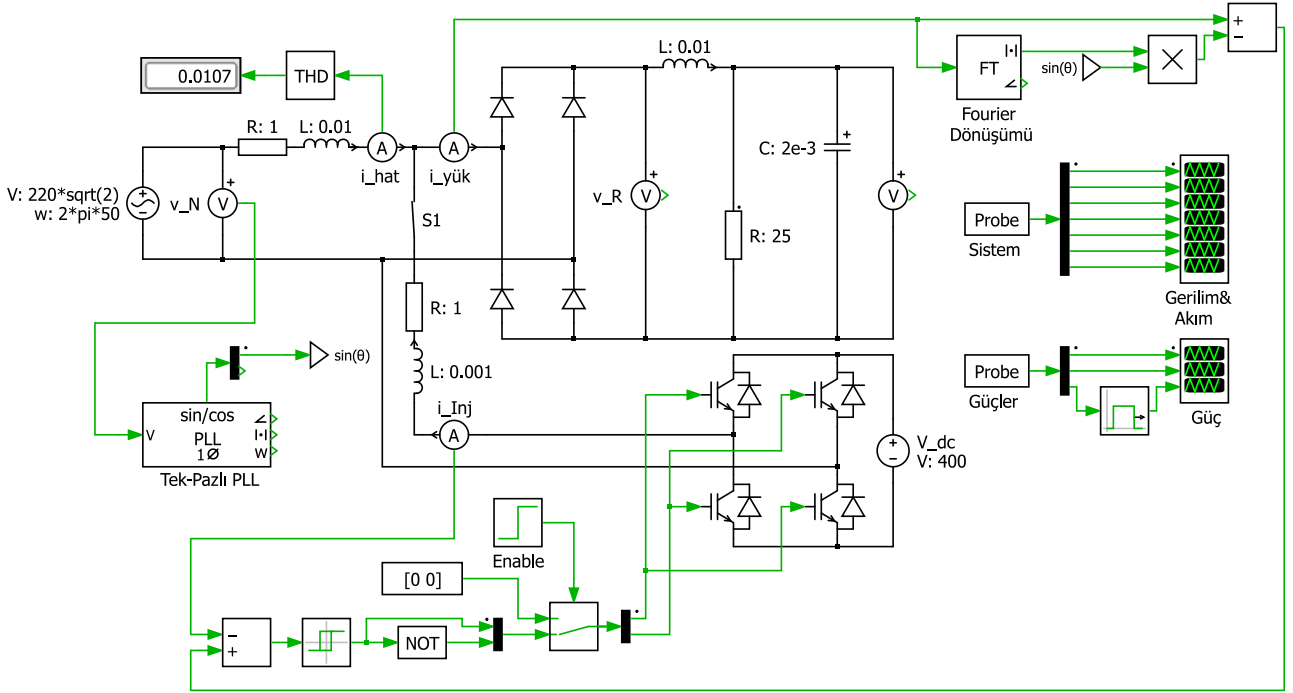 0.0107
THD
L: 0.01
R: 1
L: 0.01
A
i_hat
A
i_yük
V: 220*sqrt(2)
w: 2*pi*50
v_N
V
S1
R: 1
L: 0.001
v_R
V
R: 25
C: 2e-3
V
FT
|•|
∠
Fourier
Dönüşümü
sin(θ)
×
+
−
Probe
Sistem
Gerilim&
Akım
Probe
Güçler
Güç
sin(θ)
sin/cos
V
PLL
1Ø
∠
|•|
W
Tek-Pazlı PLL
i_Inj
A
V_dc
V: 400
Enable
[0 0]
−
+
NOT